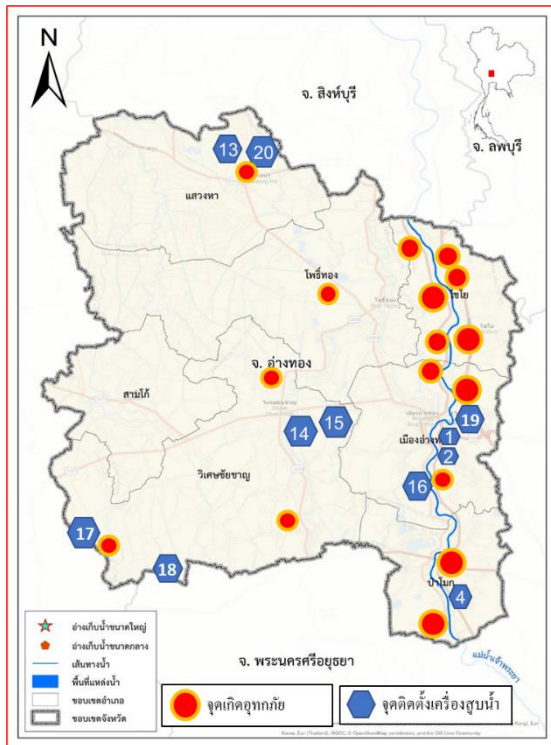 N
จ. สิงห์บุรี
จ. ลพบุรี
13
20
แสวงหา
โพธิ์ทอง
ไชโย
จ. อ่างทอง
สามโก้
14
15
19
เมืองอ่างท
1
2
วิเศษชัยชาญ
16
17
18
ป่าโมก
4
แม่น้ำเจ้าพระยา
จ. พระนครศรีอยุธยา
อ่างเก็บน้ำขนาดใหญ่
อ่างเก็บน้ำขนาดกลาง
เส้นทางน้ำ
พื้นที่แหล่งน้ำ
ขอบเขตอำเภอ
ขอบเขตจังหวัด
จุดเกิดอุทกภัย
จุดติดตั้งเครื่องสูบน้ำ